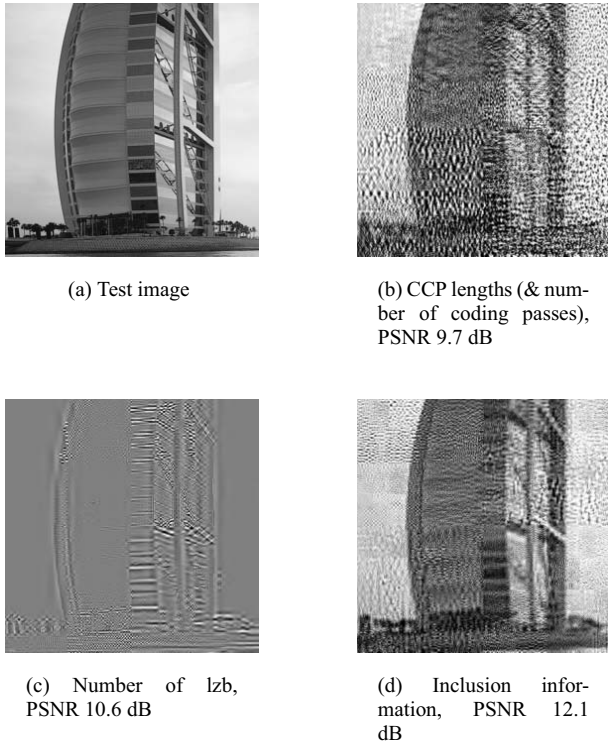 (a) Test image
(b) CCP lengths (& num-
ber of coding passes),
PSNR 9.7 dB
(c) Number of lzb,
PSNR 10.6 dB
(d) Inclusion infor-
mation, PSNR 12.1
dB